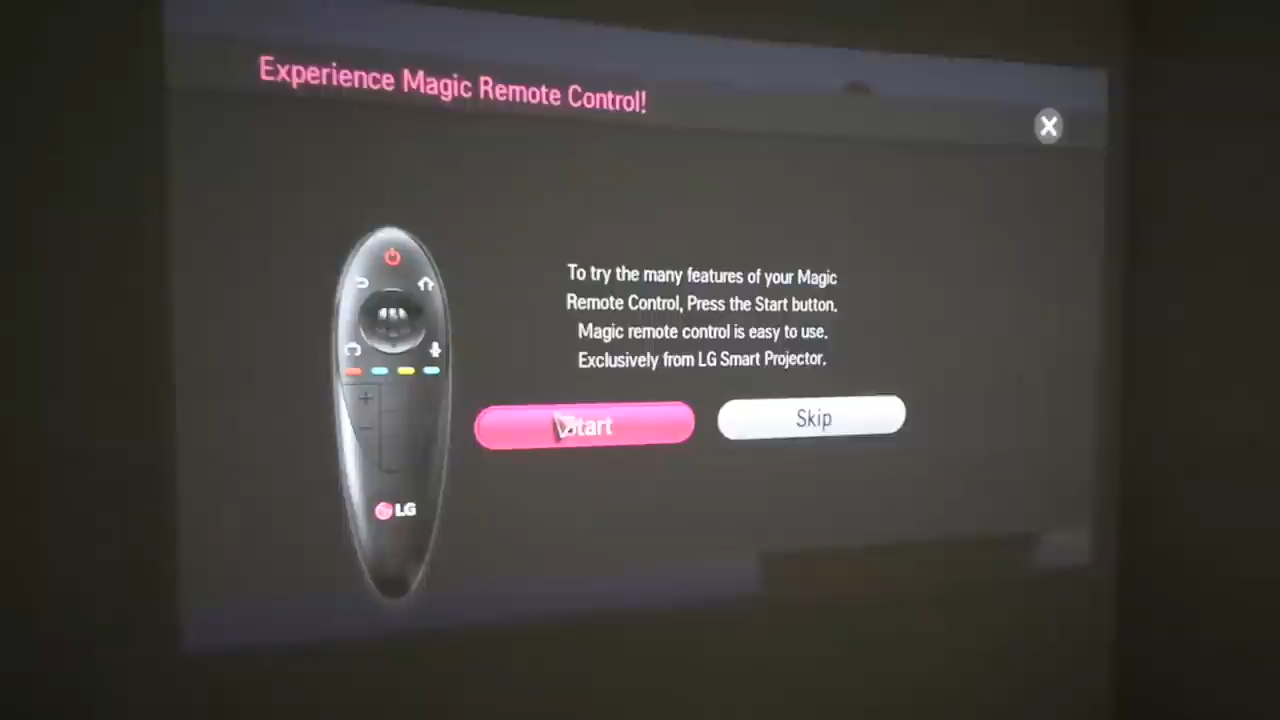 Experience Magic Remote Control!
X
To try the many features of your Magic
Remote Control, Press the Start button.
Magic remote control is easy to use.
Exclusively from LG Smart Projector.
Start
Skip
LG